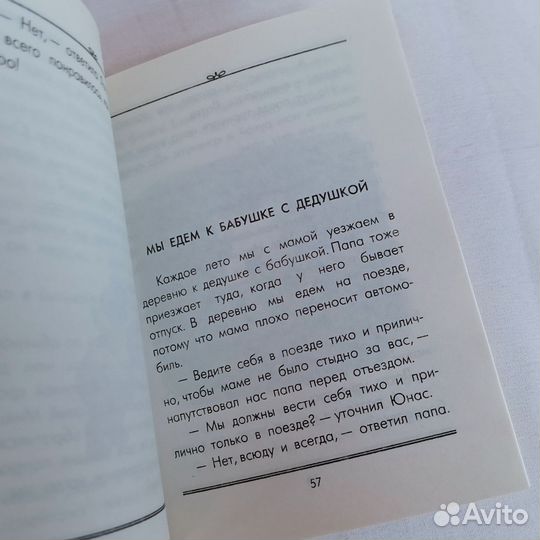 — Нет, — ответила
всего понравилось
МЫ ЕДЕМ К БАБУШКЕ С ДЕДУШКОЙ
Каждое лето мы с мамой уезжаем в
деревню к дедушке с бабушкой. Папа тоже
приезжает туда, когда у него бывает
отпуск. В деревню мы едем на поезде,
потому что мама плохо переносит автомо-
биль.
— Ведите себя в поезде тихо и прилич-
но, чтобы маме не было стыдно за вас, —
напутствовал нас папа перед отъездом.
— Мы должны вести себя тихо и при-
лично только в поезде? — уточнил Юнас.
— Нет, всюду и всегда, — ответил папа.
57
Avito